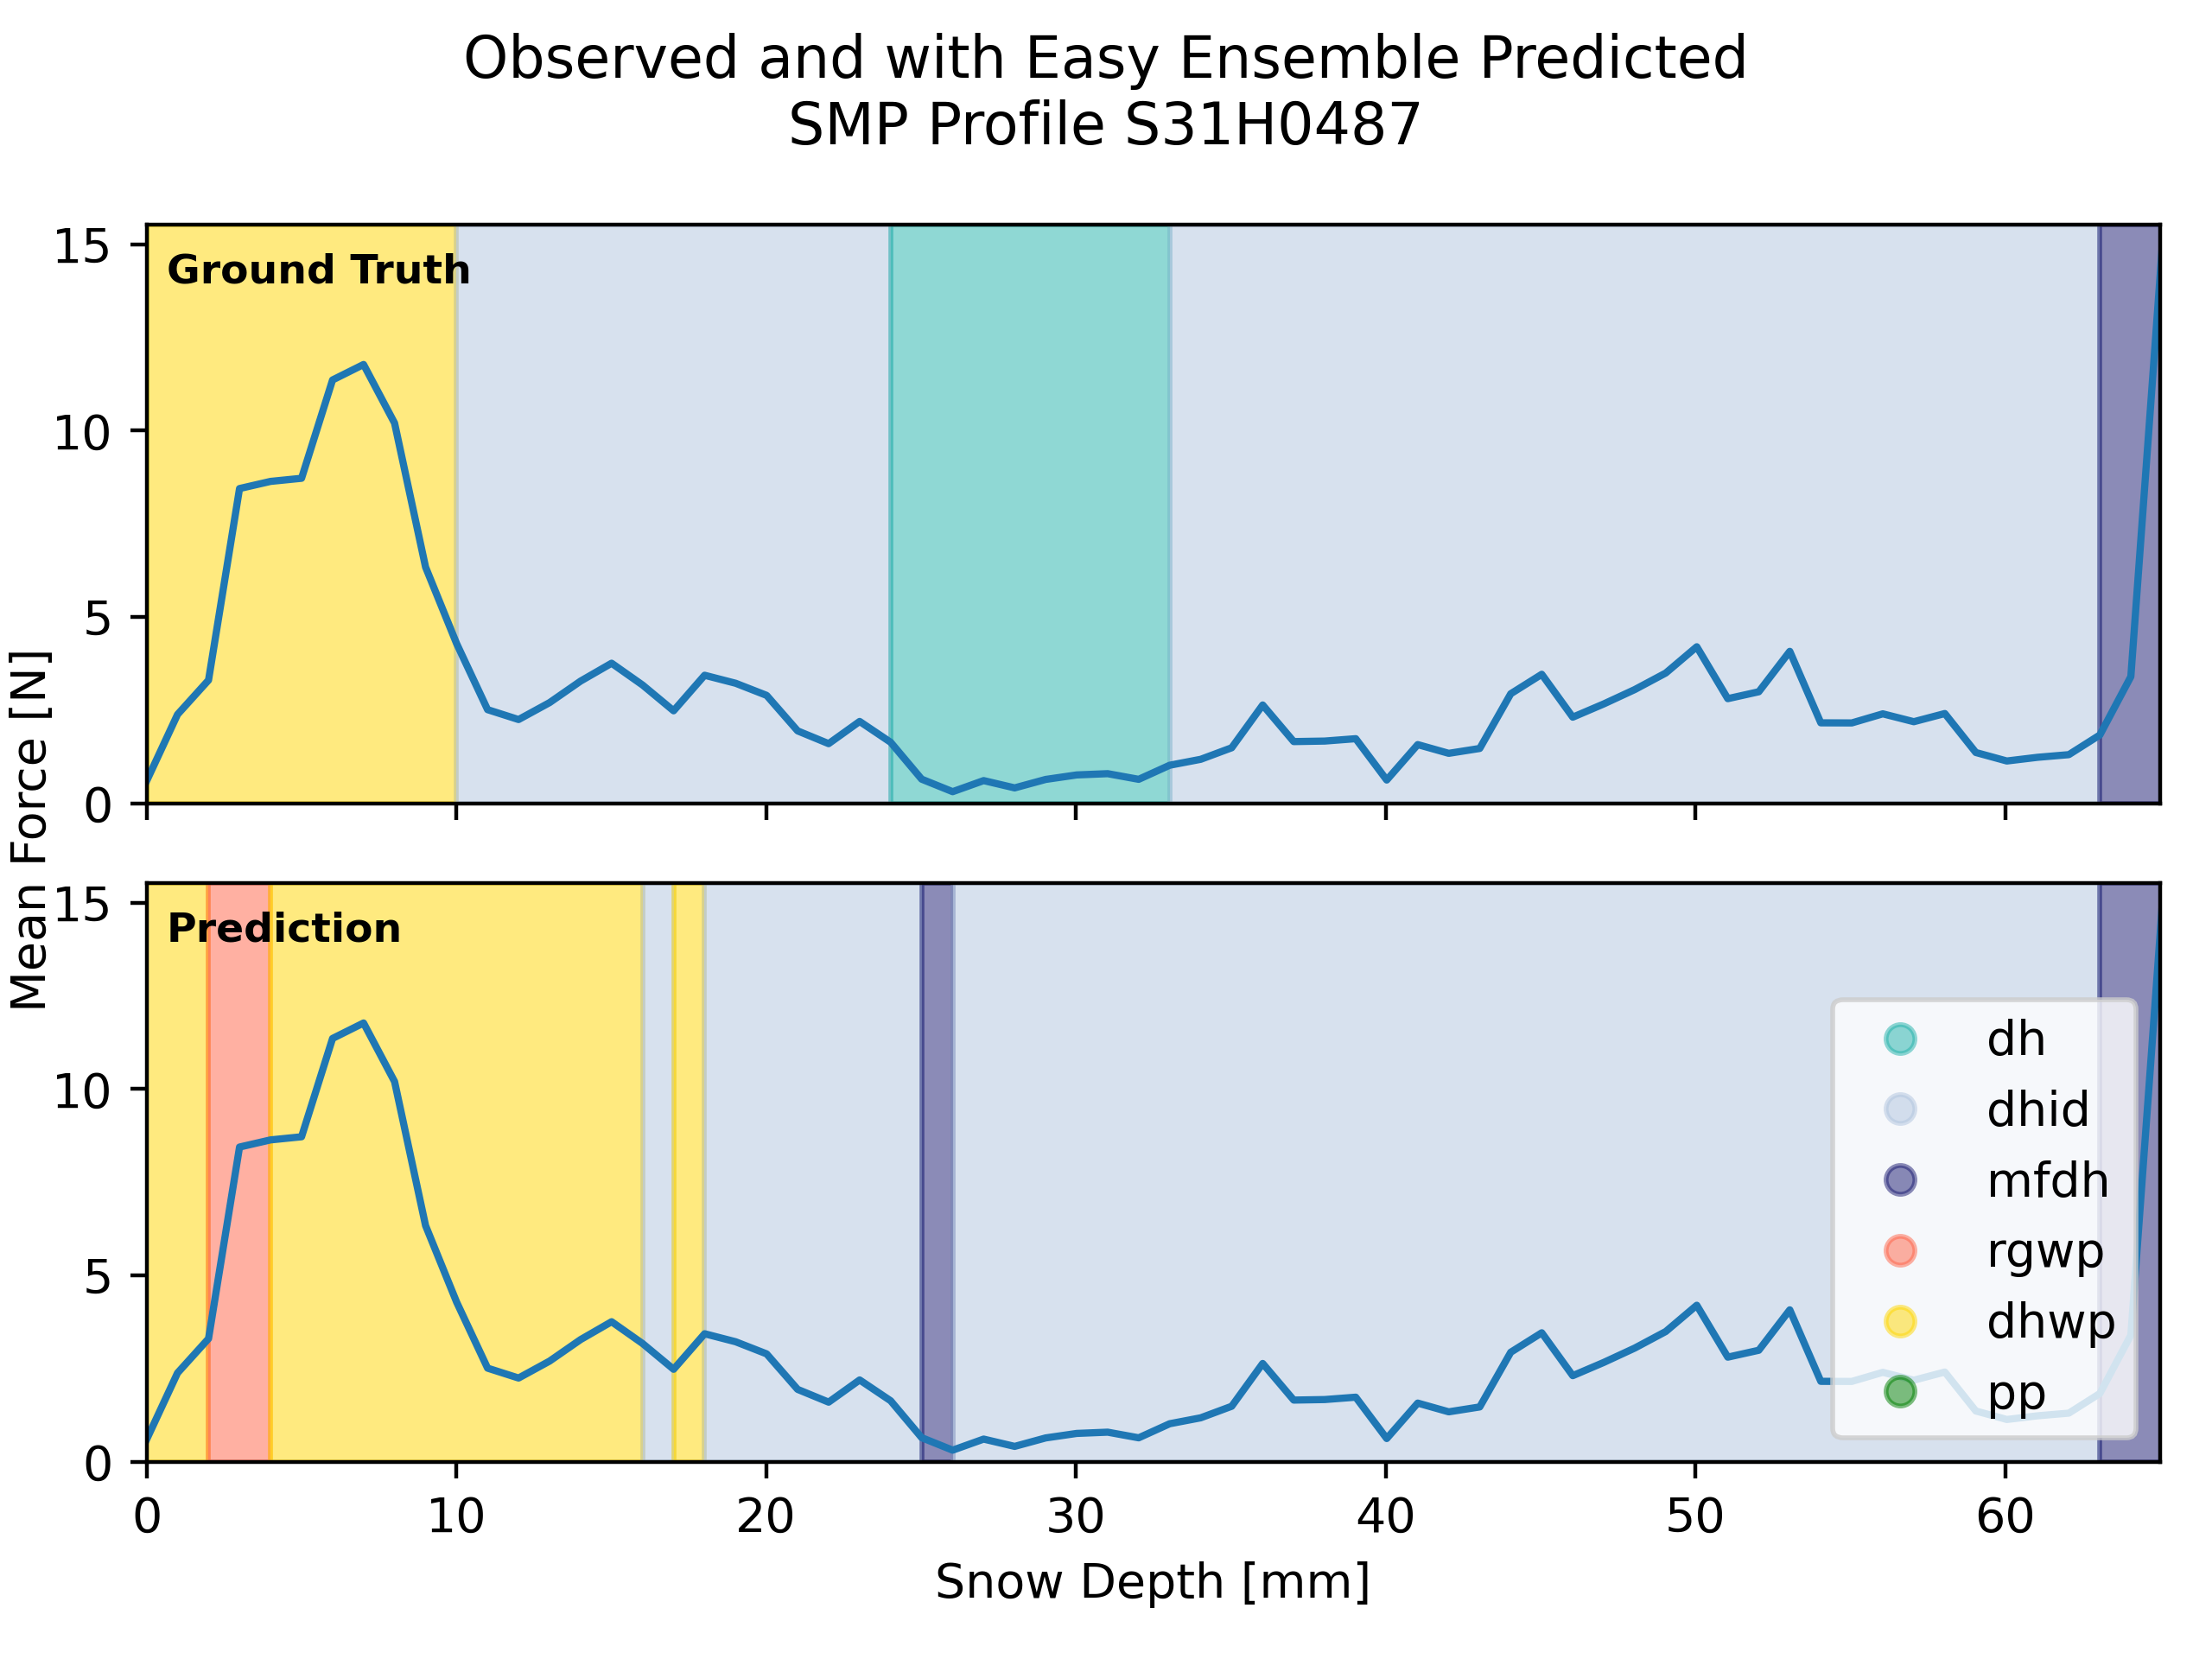 Observed and with Easy Ensemble Predicted
SMP Profile S31H0487
Mean Force [N]
15
10
5
0
Ground Truth
15
10
5
0
Prediction
dh
dhid
mfdh
rgwp
dhwp
pp
0 10 20 30 40 50 60
Snow Depth [mm]